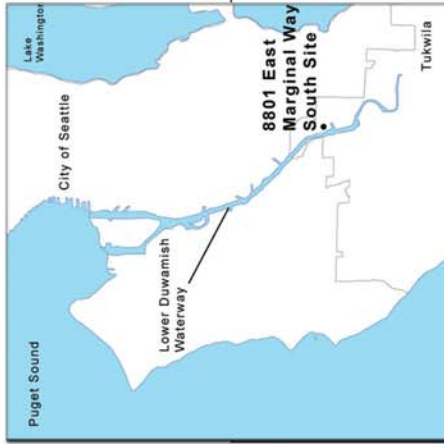 Puget Sound
City of Seattle
Lake
Washington
Lower Duwamish
Waterway
8801 East
Marginal Way
South Site
Tukwila